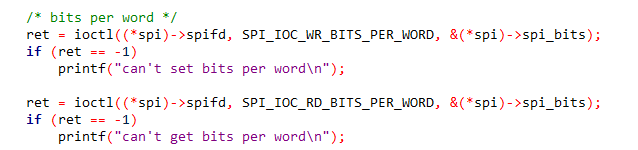 /* bits per word */
ret = ioctl((*spi)->spifd, SPI_IOC_WR_BITS_PER_WORD, &(*spi)->spi_bits);
if (ret == -1)
    printf("can't set bits per word\n");

ret = ioctl((*spi)->spifd, SPI_IOC_RD_BITS_PER_WORD, &(*spi)->spi_bits);
if (ret == -1)
    printf("can't get bits per word\n");